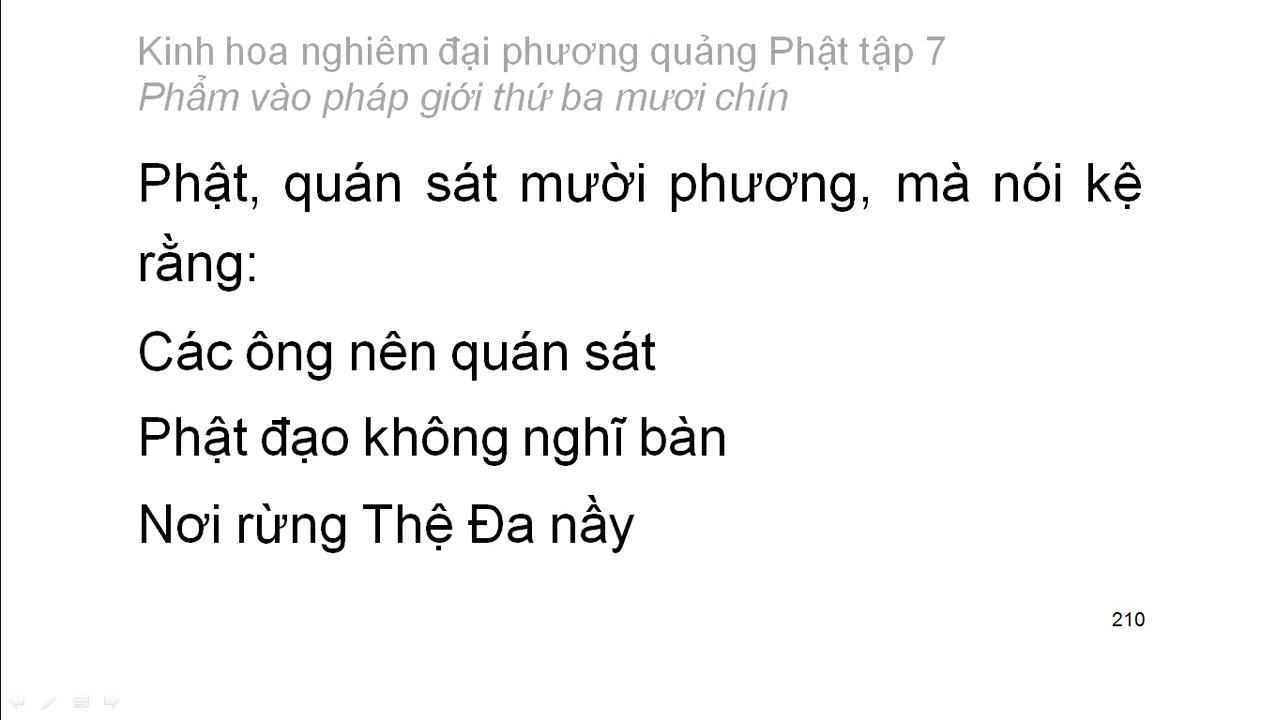 Kinh hoa nghiêm đại phương quảng Phật tập 7
Phẩm vào pháp giới thứ ba mươi chín
Phật, quán sát mười phương, mà nói kệ
rằng:
Các ông nên quán sát
Phật đạo không nghĩ bàn
Nơi rừng Thệ Đa nầy
210